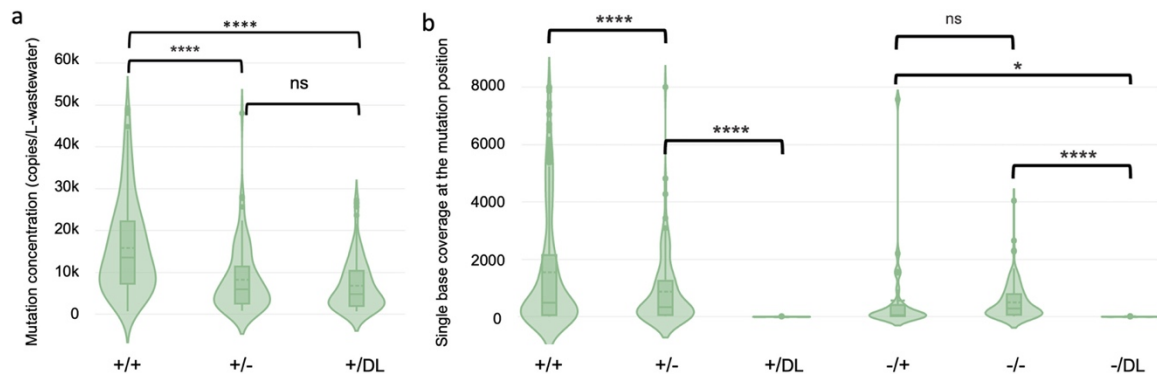 a
Mutation concentration (copies/L-wastewater)
60k
50k
40k
30k
20k
10k
0
****
****
ns
+/+ +/- +/DL
b
Single base coverage at the mutation position
8000
6000
4000
2000
0
****
****
ns
*
****
+/+ +/- +/DL -/+ -/- -/DL